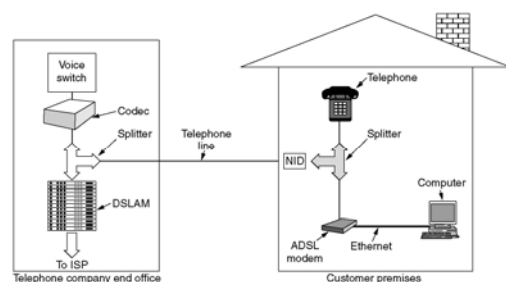 Voice
switch
Codec
Splitter
Telephone
line
DSLAM
To ISP
Telephone company end office
Telephone
NID
Splitter
Computer
ADSL
modem
Ethernet
Customer premises